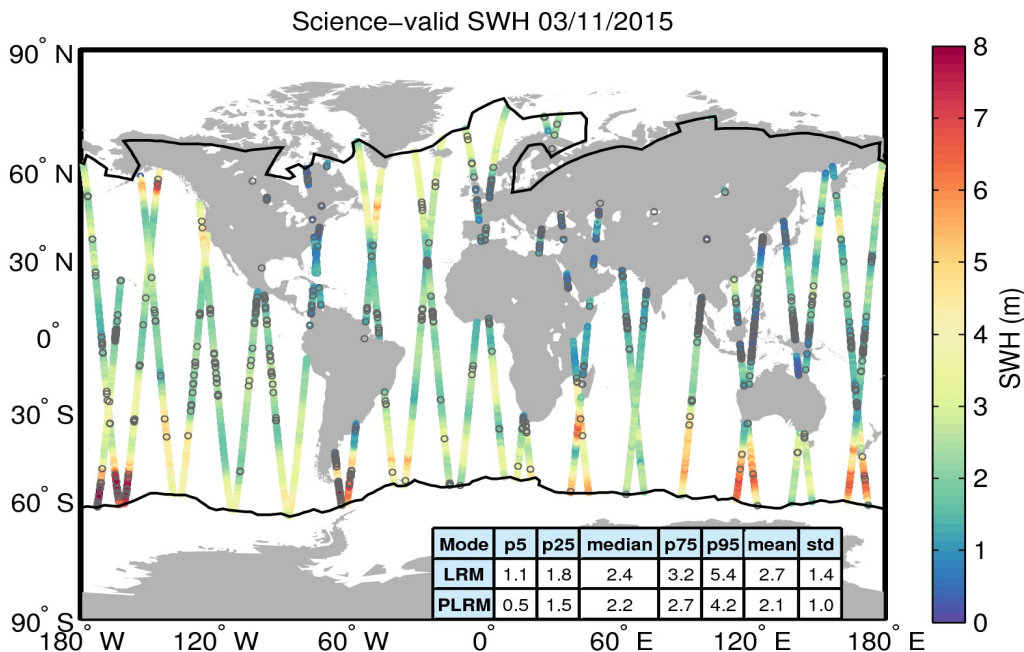 Science−valid SWH 03/11/2015
90° N
60° N
30° N
0°
30° S
60° S
90° S
180° W
120° W
60° W
0°
60° E
120° E
180° E
8
7
6
5
4
3
2
1
0
SWH (m)
Mode p5 p25 median p75 p95 mean std
LRM 1.1 1.8 2.4 3.2 5.4 2.7 1.4
PLRM 0.5 1.5 2.2 2.7 4.2 2.1 1.0